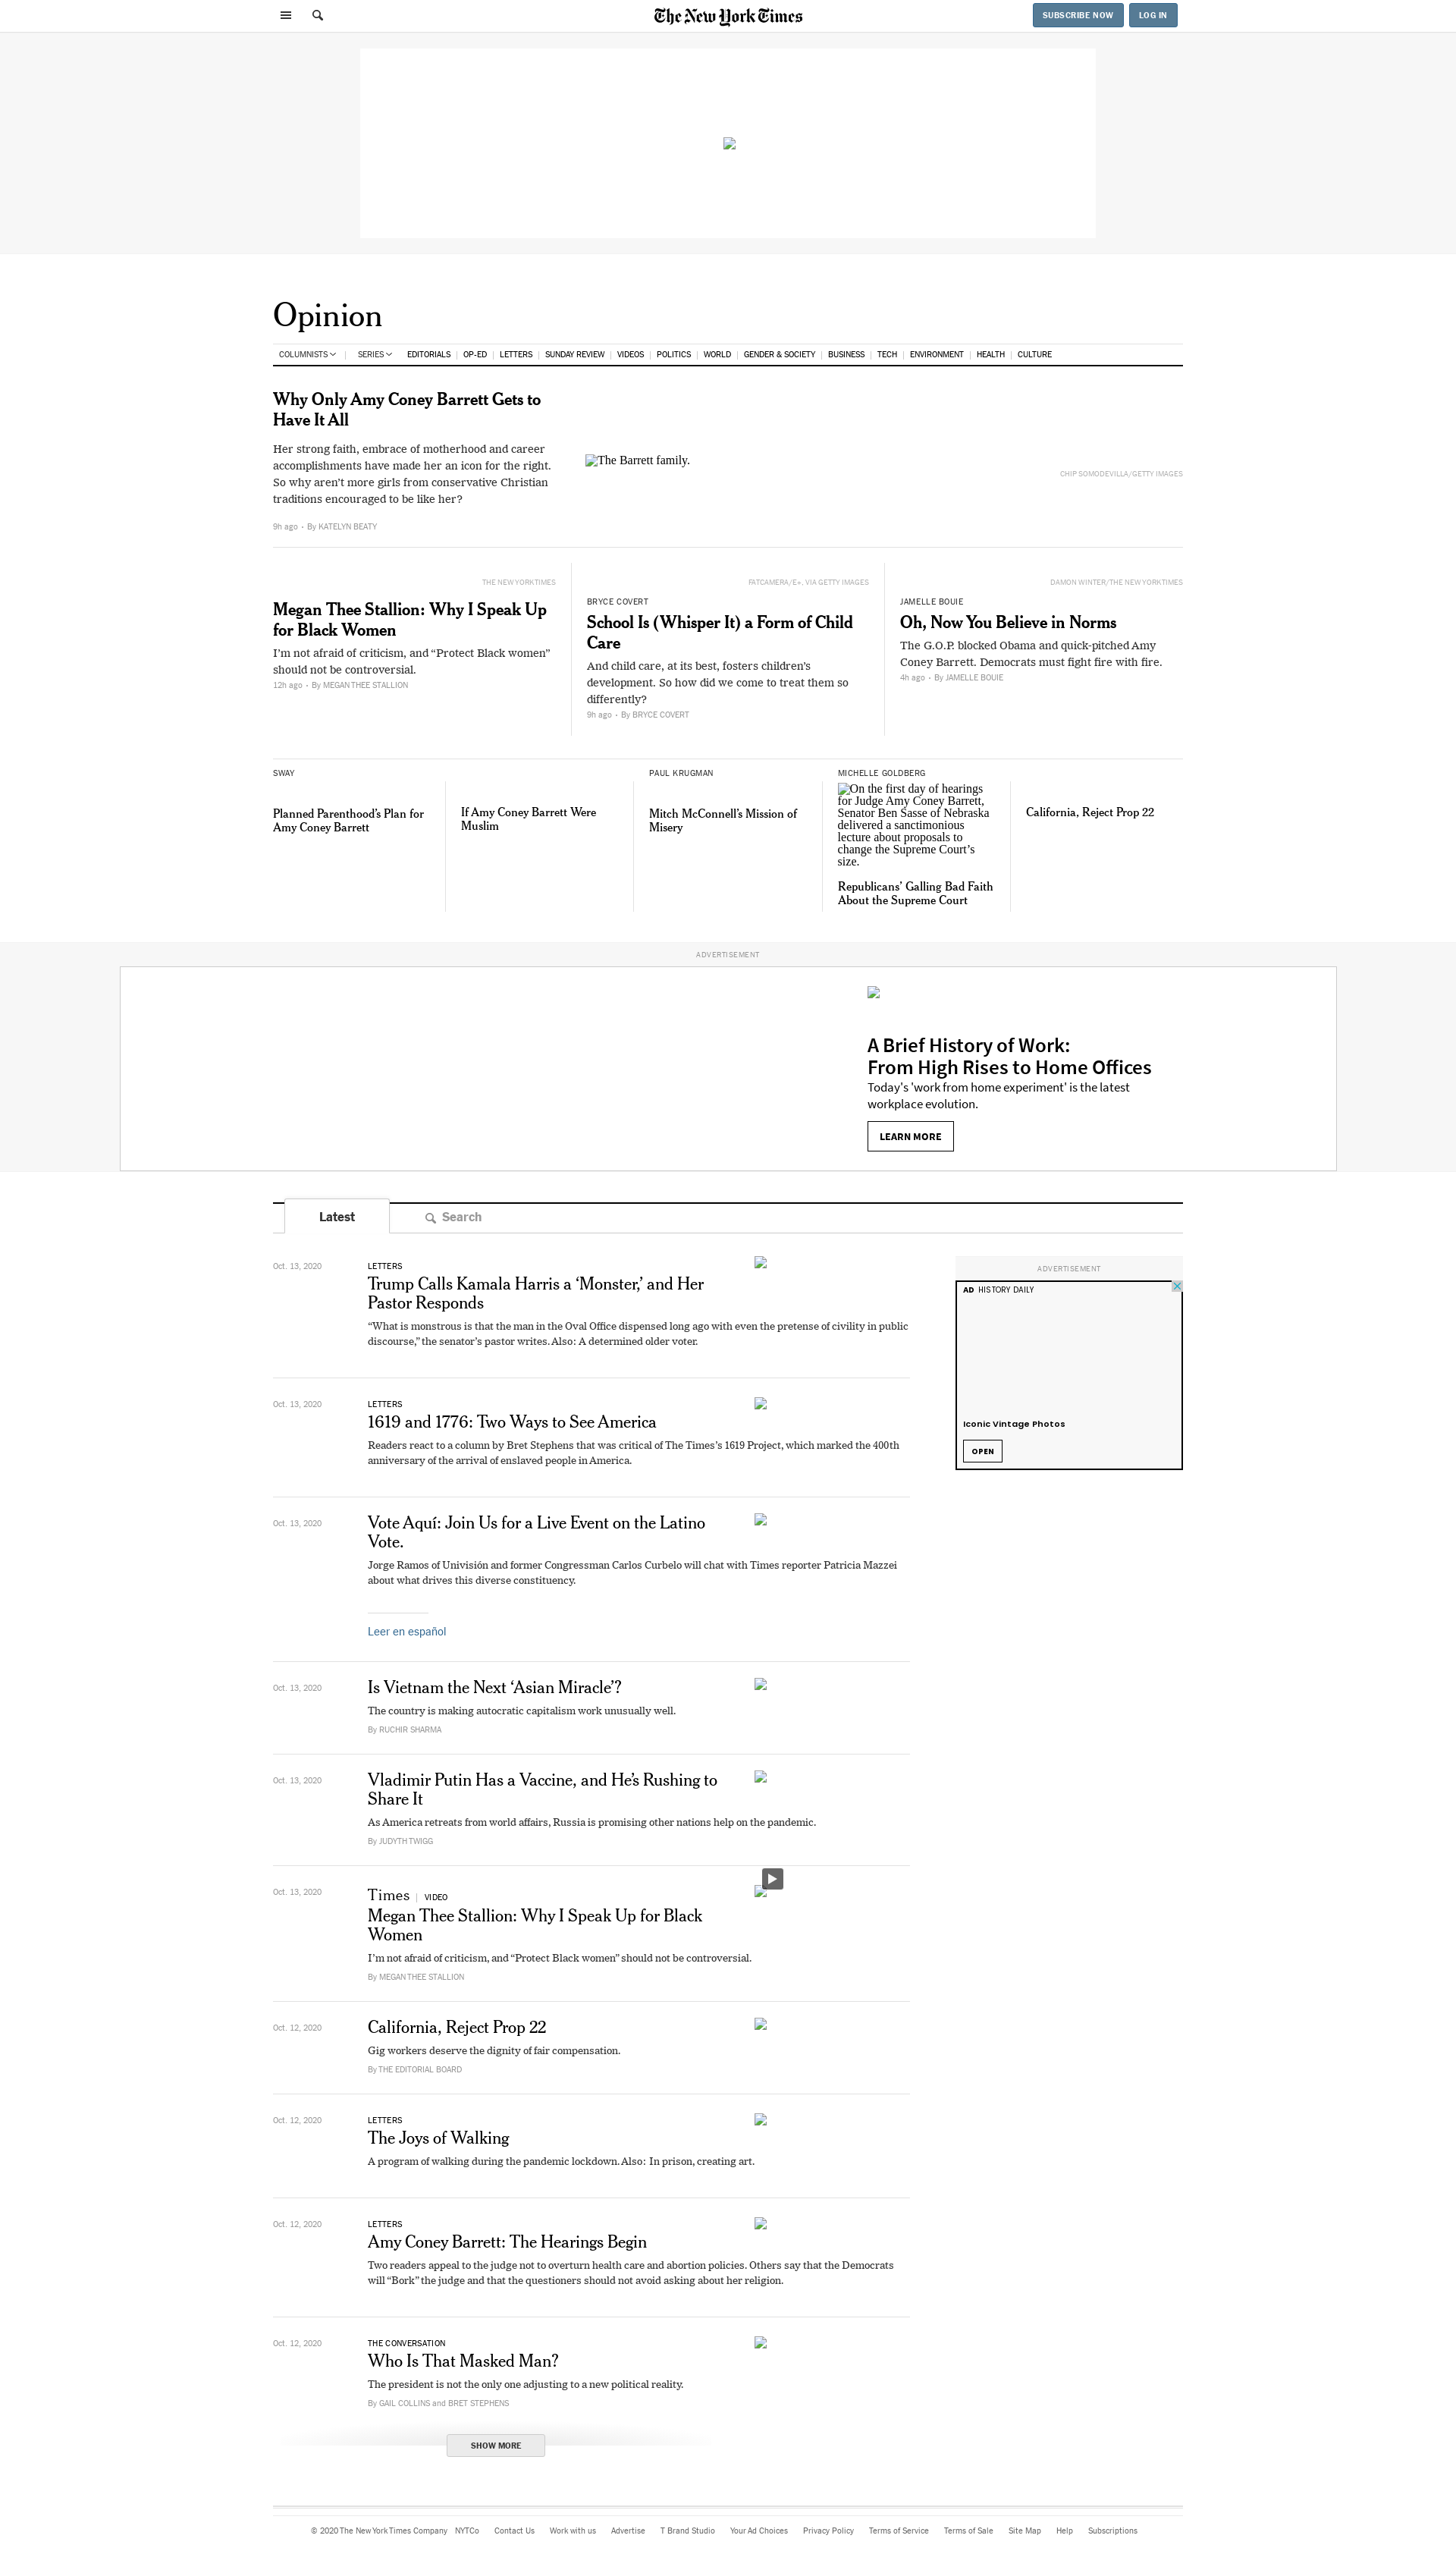 The New York Times
SUBSCRIBE NOW
LOG IN
Opinion
COLUMNISTS
SERIES
EDITORIALS
OP-ED
LETTERS
SUNDAY REVIEW
VIDEOS
POLITICS
WORLD
GENDER & SOCIETY
BUSINESS
TECH
ENVIRONMENT
HEALTH
CULTURE
Why Only Amy Coney Barrett Gets to
Have It All
Her strong faith, embrace of motherhood and career
accomplishments have made her an icon for the right.
So why aren't more girls from conservative Christian
traditions encouraged to be like her?
9h ago • By KATELYN BEATY
The Barrett family.
CHIP SOMODEVILLA/GETTY IMAGES
THE NEW YORK TIMES
Megan Thee Stallion: Why I Speak Up
for Black Women
I'm not afraid of criticism, and “Protect Black women”
should not be controversial.
12h ago • By MEGAN THEE STALLION
FATCAMERA/E+, VIA GETTY IMAGES
BRYCE COVERT
School Is (Whisper It) a Form of Child
Care
And child care, at its best, fosters children's
development. So how did we come to treat them so
differently?
9h ago • By BRYCE COVERT
DAMON WINTER/THE NEW YORK TIMES
JAMELLE BOUIE
Oh, Now You Believe in Norms
The G.O.P. blocked Obama and quick-pitched Amy
Coney Barrett. Democrats must fight fire with fire.
4h ago • By JAMELLE BOUIE
SWAY
Planned Parenthood's Plan for
Amy Coney Barrett
If Amy Coney Barrett Were
Muslim
PAUL KRUGMAN
Mitch McConnell's Mission of
Misery
MICHELLE GOLDBERG
On the first day of hearings
for Judge Amy Coney Barrett,
Senator Ben Sasse of Nebraska
delivered a sanctimonious
lecture about proposals to
change the Supreme Court's
size.
Republicans' Galling Bad Faith
About the Supreme Court
California, Reject Prop 22
ADVERTISEMENT
A Brief History of Work:
From High Rises to Home Offices
Today's 'work from home experiment' is the latest
workplace evolution.
LEARN MORE
Latest
Search
Oct. 13, 2020
LETTERS
Trump Calls Kamala Harris a ‘Monster,’ and Her
Pastor Responds
“What is monstrous is that the man in the Oval Office dispensed long ago with even the pretense of civility in public
discourse,” the senator's pastor writes. Also: A determined older voter.
ADVERTISEMENT
AD HISTORY DAILY
Iconic Vintage Photos
OPEN
Oct. 13, 2020
LETTERS
1619 and 1776: Two Ways to See America
Readers react to a column by Bret Stephens that was critical of The Times's 1619 Project, which marked the 400th
anniversary of the arrival of enslaved people in America.
Oct. 13, 2020
Vote Aquí: Join Us for a Live Event on the Latino
Vote.
Jorge Ramos of Univisión and former Congressman Carlos Curbelo will chat with Times reporter Patricia Mazzei
about what drives this diverse constituency.
Leer en español
Oct. 13, 2020
Is Vietnam the Next ‘Asian Miracle’?
The country is making autocratic capitalism work unusually well.
By RUCHIR SHARMA
Oct. 13, 2020
Vladimir Putin Has a Vaccine, and He's Rushing to
Share It
As America retreats from world affairs, Russia is promising other nations help on the pandemic.
By JUDYTH TWIGG
Oct. 13, 2020
Times | VIDEO
Megan Thee Stallion: Why I Speak Up for Black
Women
I'm not afraid of criticism, and “Protect Black women” should not be controversial.
By MEGAN THEE STALLION
Oct. 12, 2020
California, Reject Prop 22
Gig workers deserve the dignity of fair compensation.
By THE EDITORIAL BOARD
Oct. 12, 2020
LETTERS
The Joys of Walking
A program of walking during the pandemic lockdown. Also: In prison, creating art.
Oct. 12, 2020
LETTERS
Amy Coney Barrett: The Hearings Begin
Two readers appeal to the judge not to overturn health care and abortion policies. Others say that the Democrats
will “Bork” the judge and that the questioners should not avoid asking about her religion.
Oct. 12, 2020
THE CONVERSATION
Who Is That Masked Man?
The president is not the only one adjusting to a new political reality.
By GAIL COLLINS and BRET STEPHENS
SHOW MORE
© 2020 The New York Times Company
NYTCo
Contact Us
Work with us
Advertise
T Brand Studio
Your Ad Choices
Privacy Policy
Terms of Service
Terms of Sale
Site Map
Help
Subscriptions